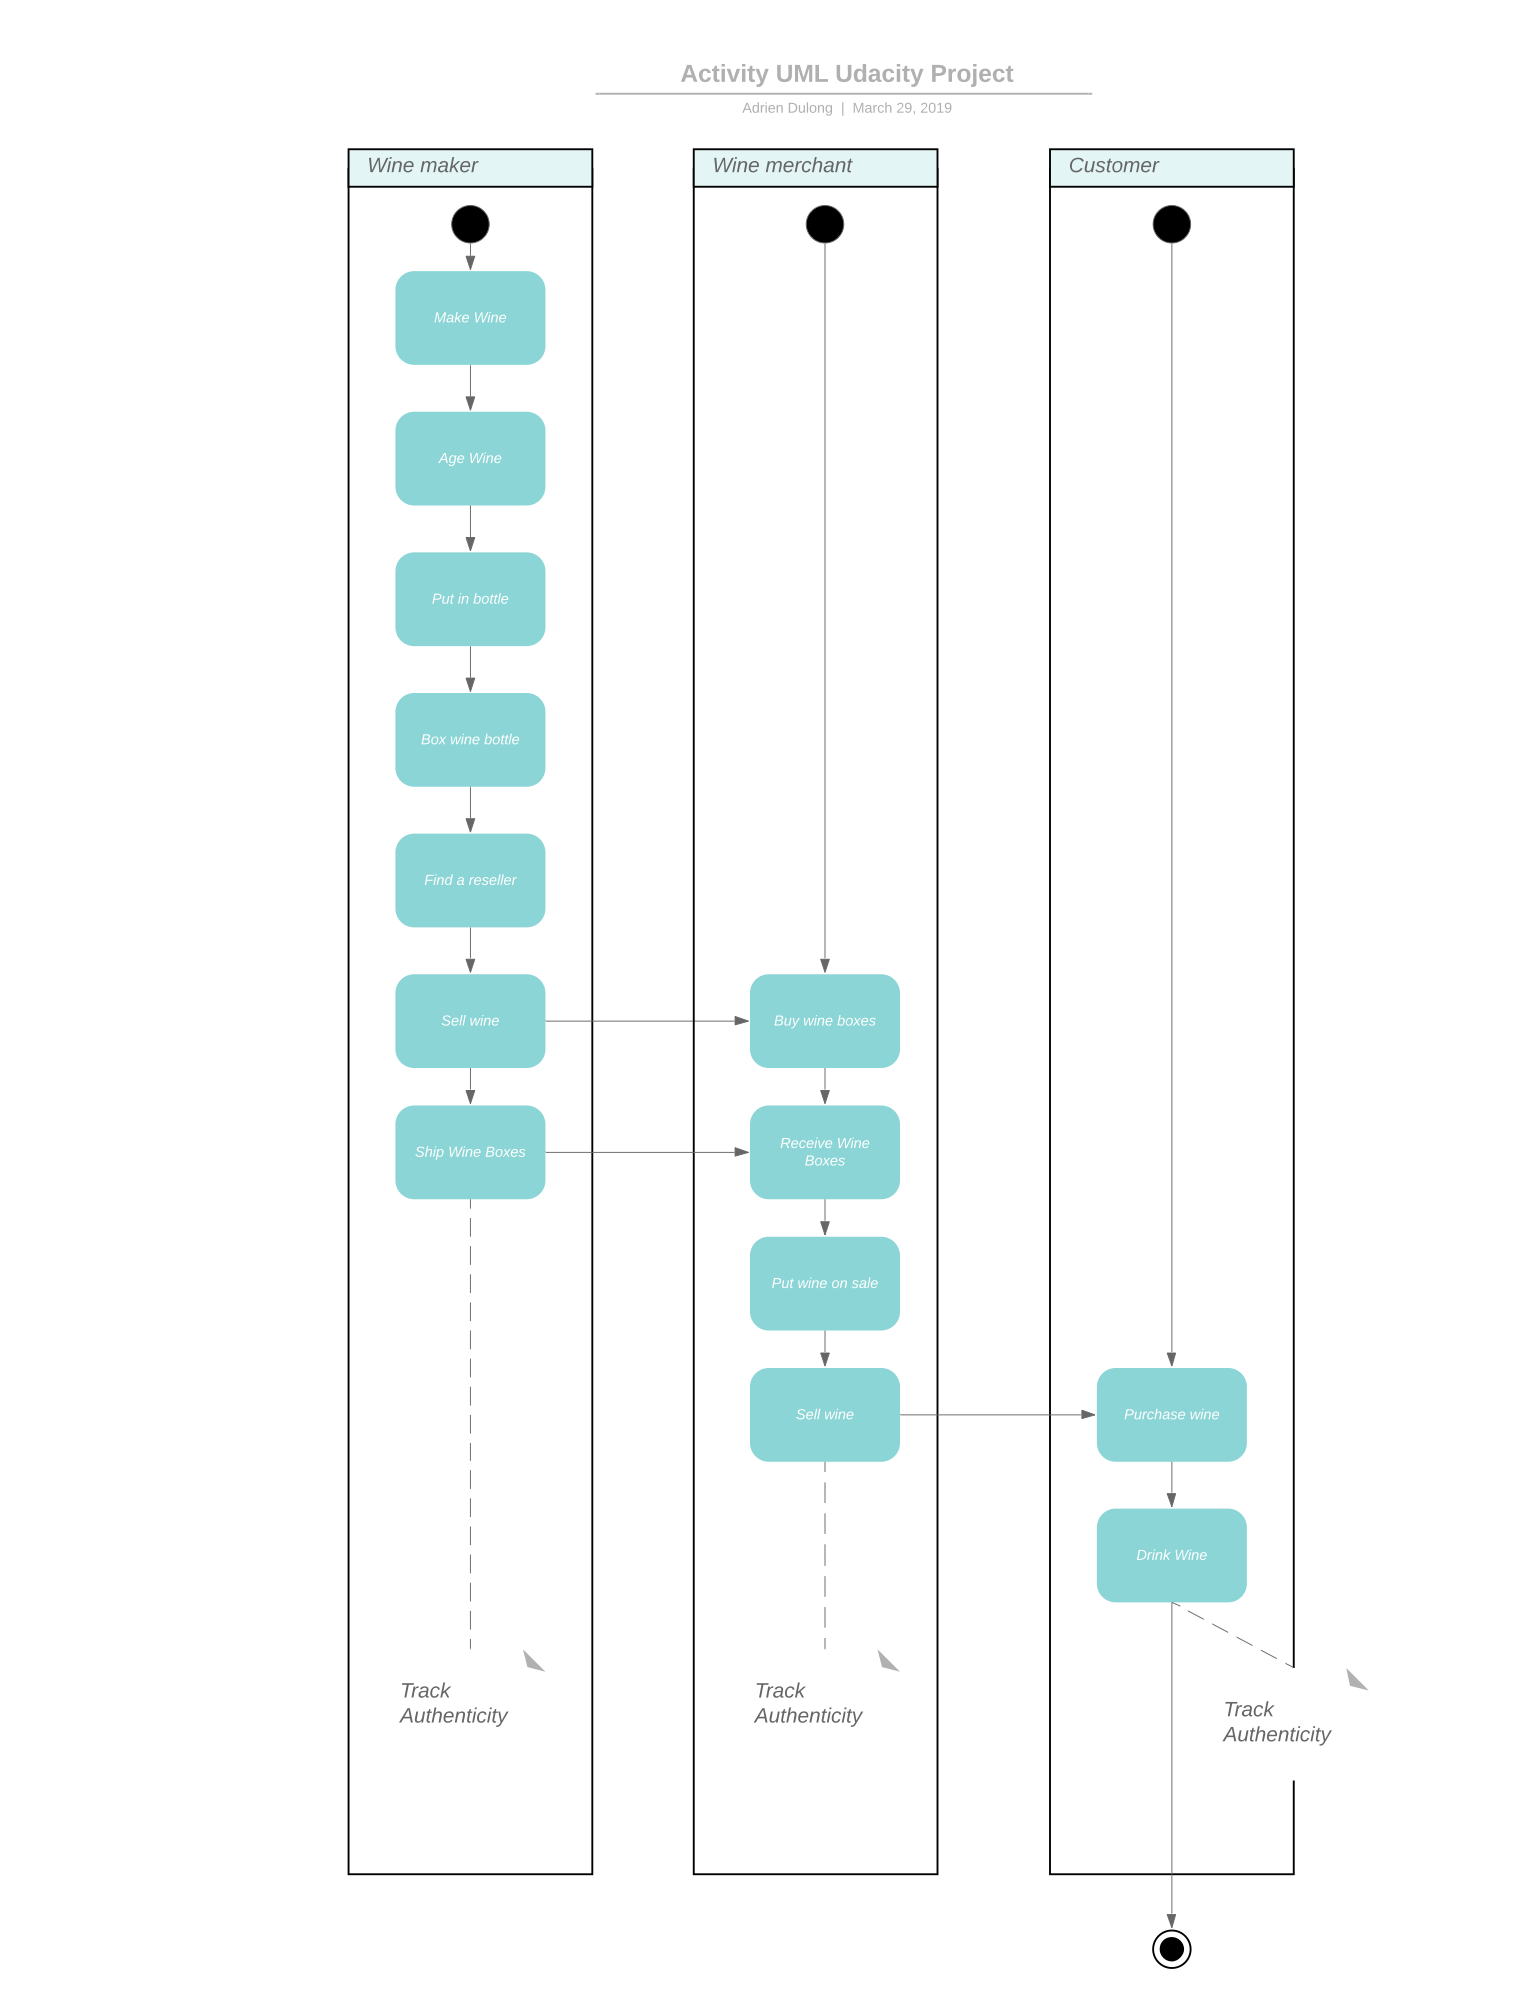 Activity UML Udacity Project
Adrien Dulong | March 29, 2019
Wine maker
Wine merchant
Customer
Make Wine
Age Wine
Put in bottle
Box wine bottle
Find a reseller
Sell wine
Buy wine boxes
Ship Wine Boxes
Receive Wine
Boxes
Put wine on sale
Sell wine
Purchase wine
Drink Wine
Track
Authenticity
Track
Authenticity
Track
Authenticity